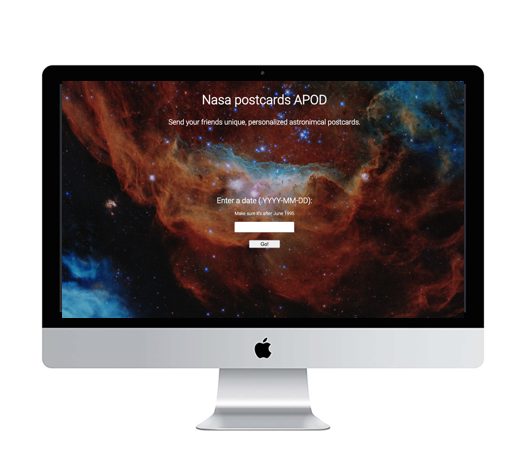 Nasa postcards APOD
Send your friends unique, personalized astronimcal postcards.
Enter a date (:YYYY-MM-DD):
Make sure it's after June 1995
Go!